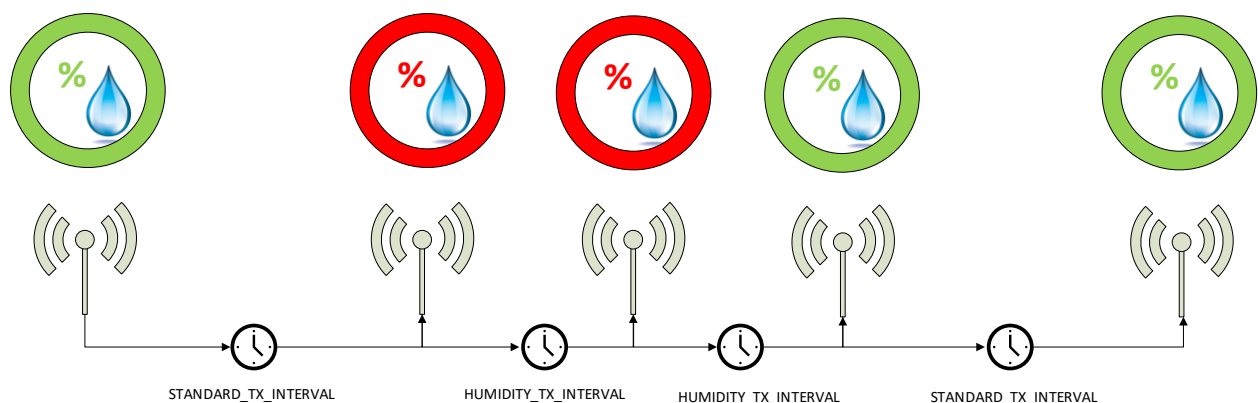 %
%
%
%
%
STANDARD_TX_INTERVAL
HUMIDITY_TX_INTERVAL
HUMIDITY_TX_INTERVAL
STANDARD_TX_INTERVAL